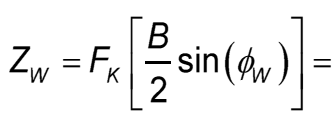 Z_W = F_K [ B/2 sin(ϕ_W) ] =